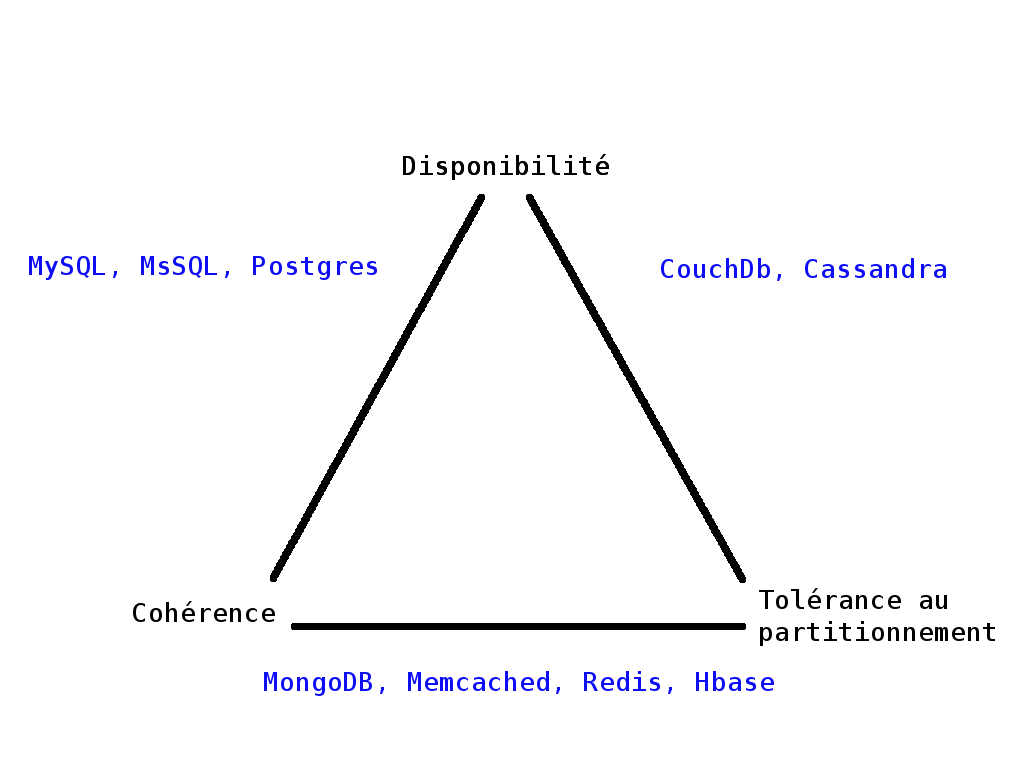 Disponibilité
MySQL, MsSQL, Postgres
CouchDb, Cassandra
Cohérence
Tolérance au
partitionnement
MongoDB, Memcached, Redis, Hbase